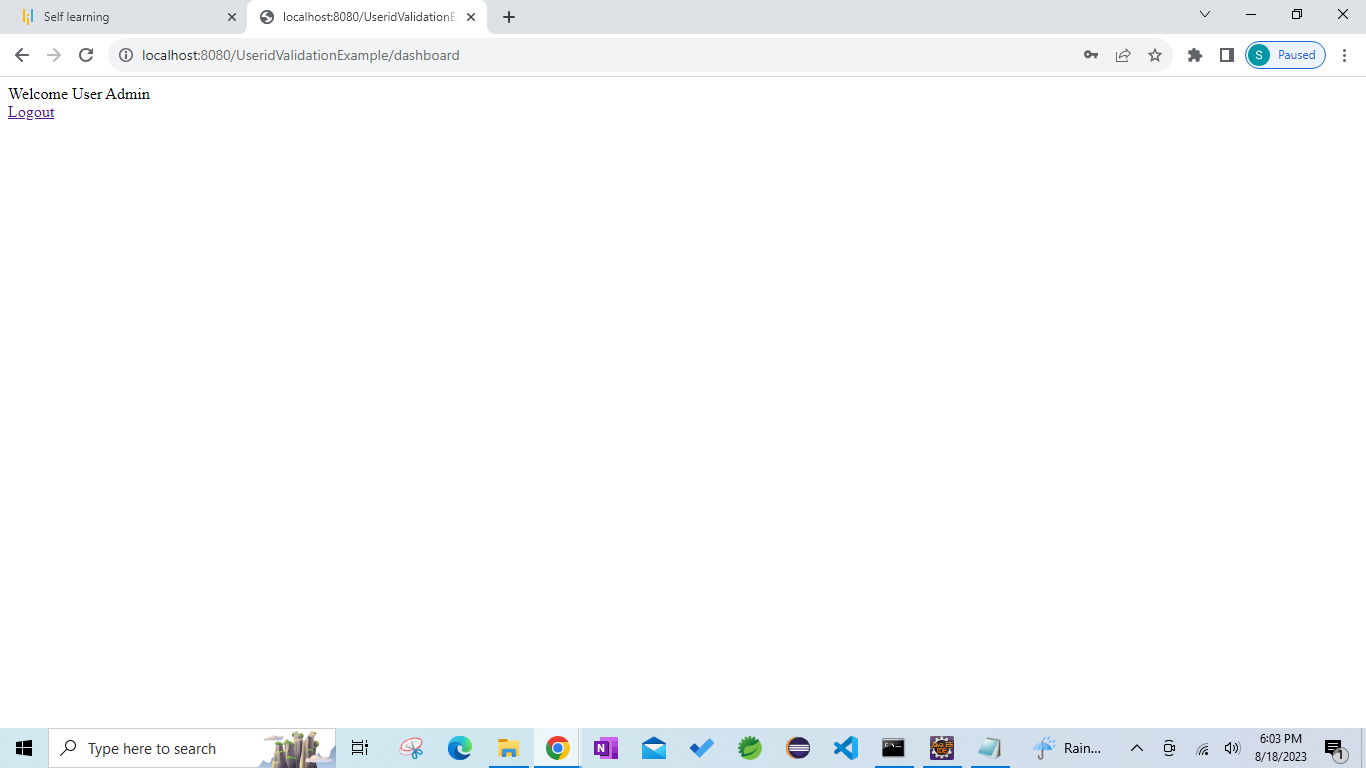 Self learning
localhost:8080/UseridValidationE
localhost:8080/UseridValidationExample/dashboard
S
Paused
Welcome User Admin
Logout
Type here to search
N
Rain...
6:03 PM
8/18/2023
1